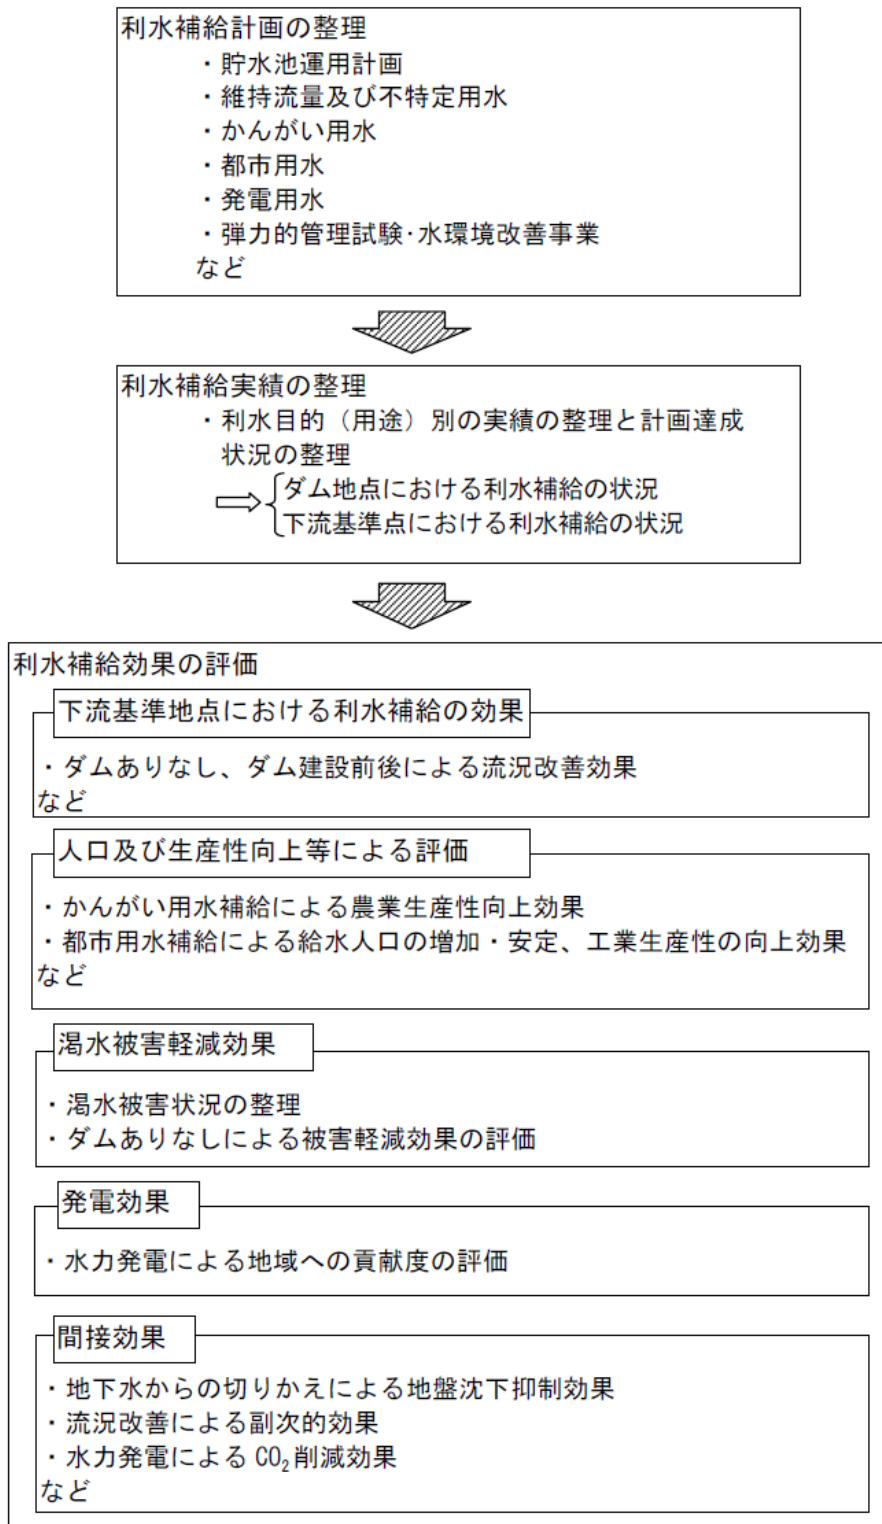 利水補給計画の整理
・貯水池運用計画
・維持流量及び不特定用水
・かんがい用水
・都市用水
・発電用水
・弾力的管理試験･水環境改善事業
など
利水補給実績の整理
・利水目的（用途）別の実績の整理と計画達成
状況の整理
ダム地点における利水補給の状況
下流基準点における利水補給の状況
利水補給効果の評価
下流基準地点における利水補給の効果
・ダムありなし、ダム建設前後による流況改善効果
など
人口及び生産性向上等による評価
・かんがい用水補給による農業生産性向上効果
・都市用水補給による給水人口の増加・安定、工業生産性の向上効果
など
渇水被害軽減効果
・渇水被害状況の整理
・ダムありなしによる被害軽減効果の評価
発電効果
・水力発電による地域への貢献度の評価
間接効果
・地下水からの切りかえによる地盤沈下抑制効果
・流況改善による副次的効果
・水力発電による CO₂削減効果
など